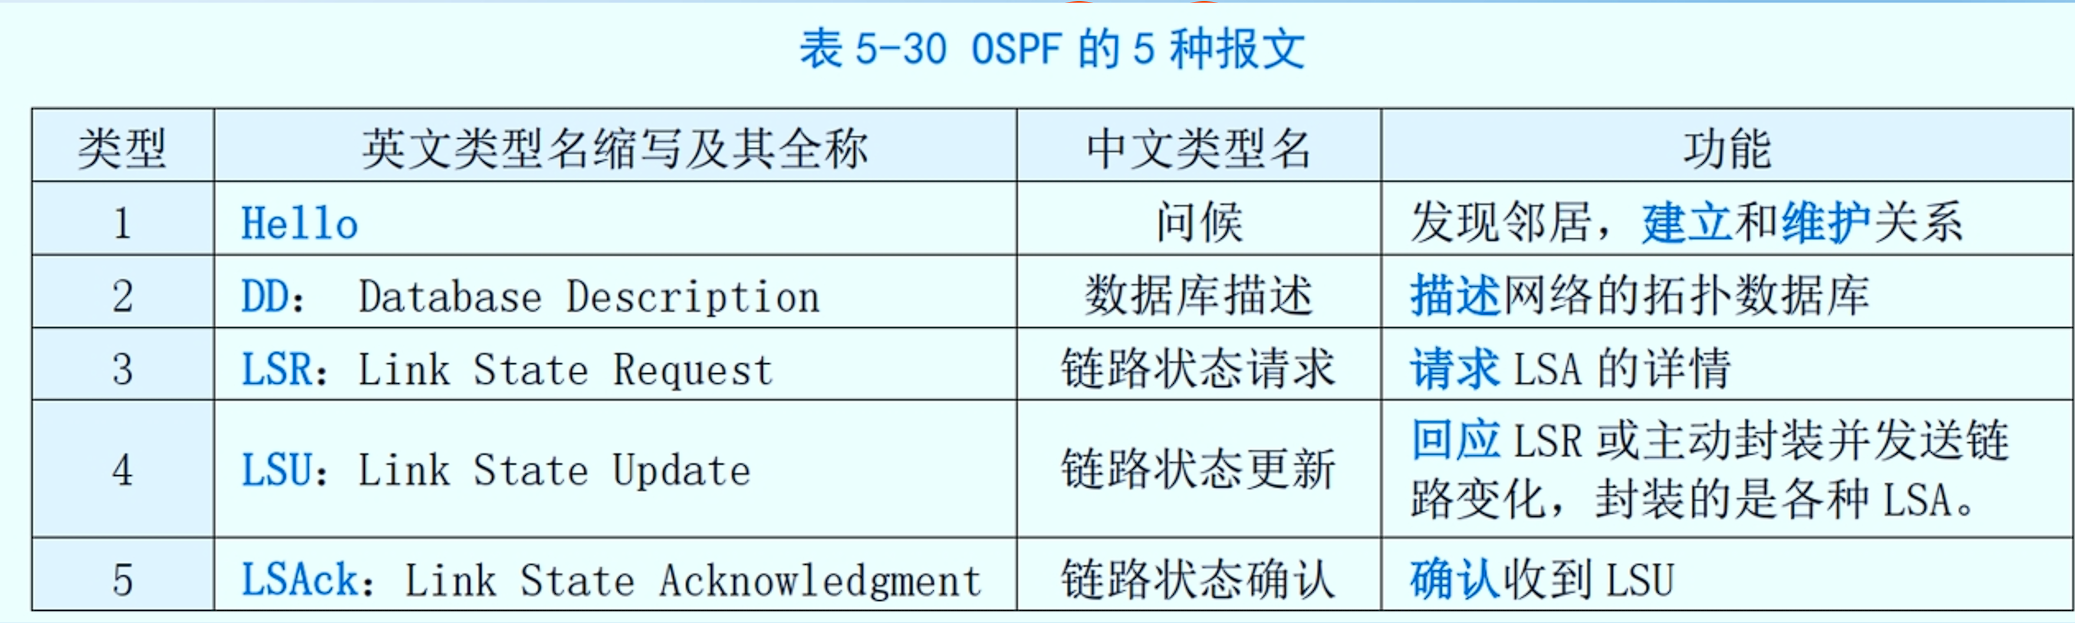 表 5-30 OSPF 的 5 种报文
类型 英文类型名缩写及其全称 中文类型名 功能
1 Hello 问候 发现邻居，建立和维护关系
2 DD： Database Description 数据库描述 描述网络的拓扑数据库
3 LSR：Link State Request 链路状态请求 请求 LSA 的详情
4 LSU：Link State Update 链路状态更新 回应 LSR 或主动封装并发送链
路变化，封装的是各种 LSA。
5 LSAck：Link State Acknowledgment 链路状态确认 确认收到 LSU